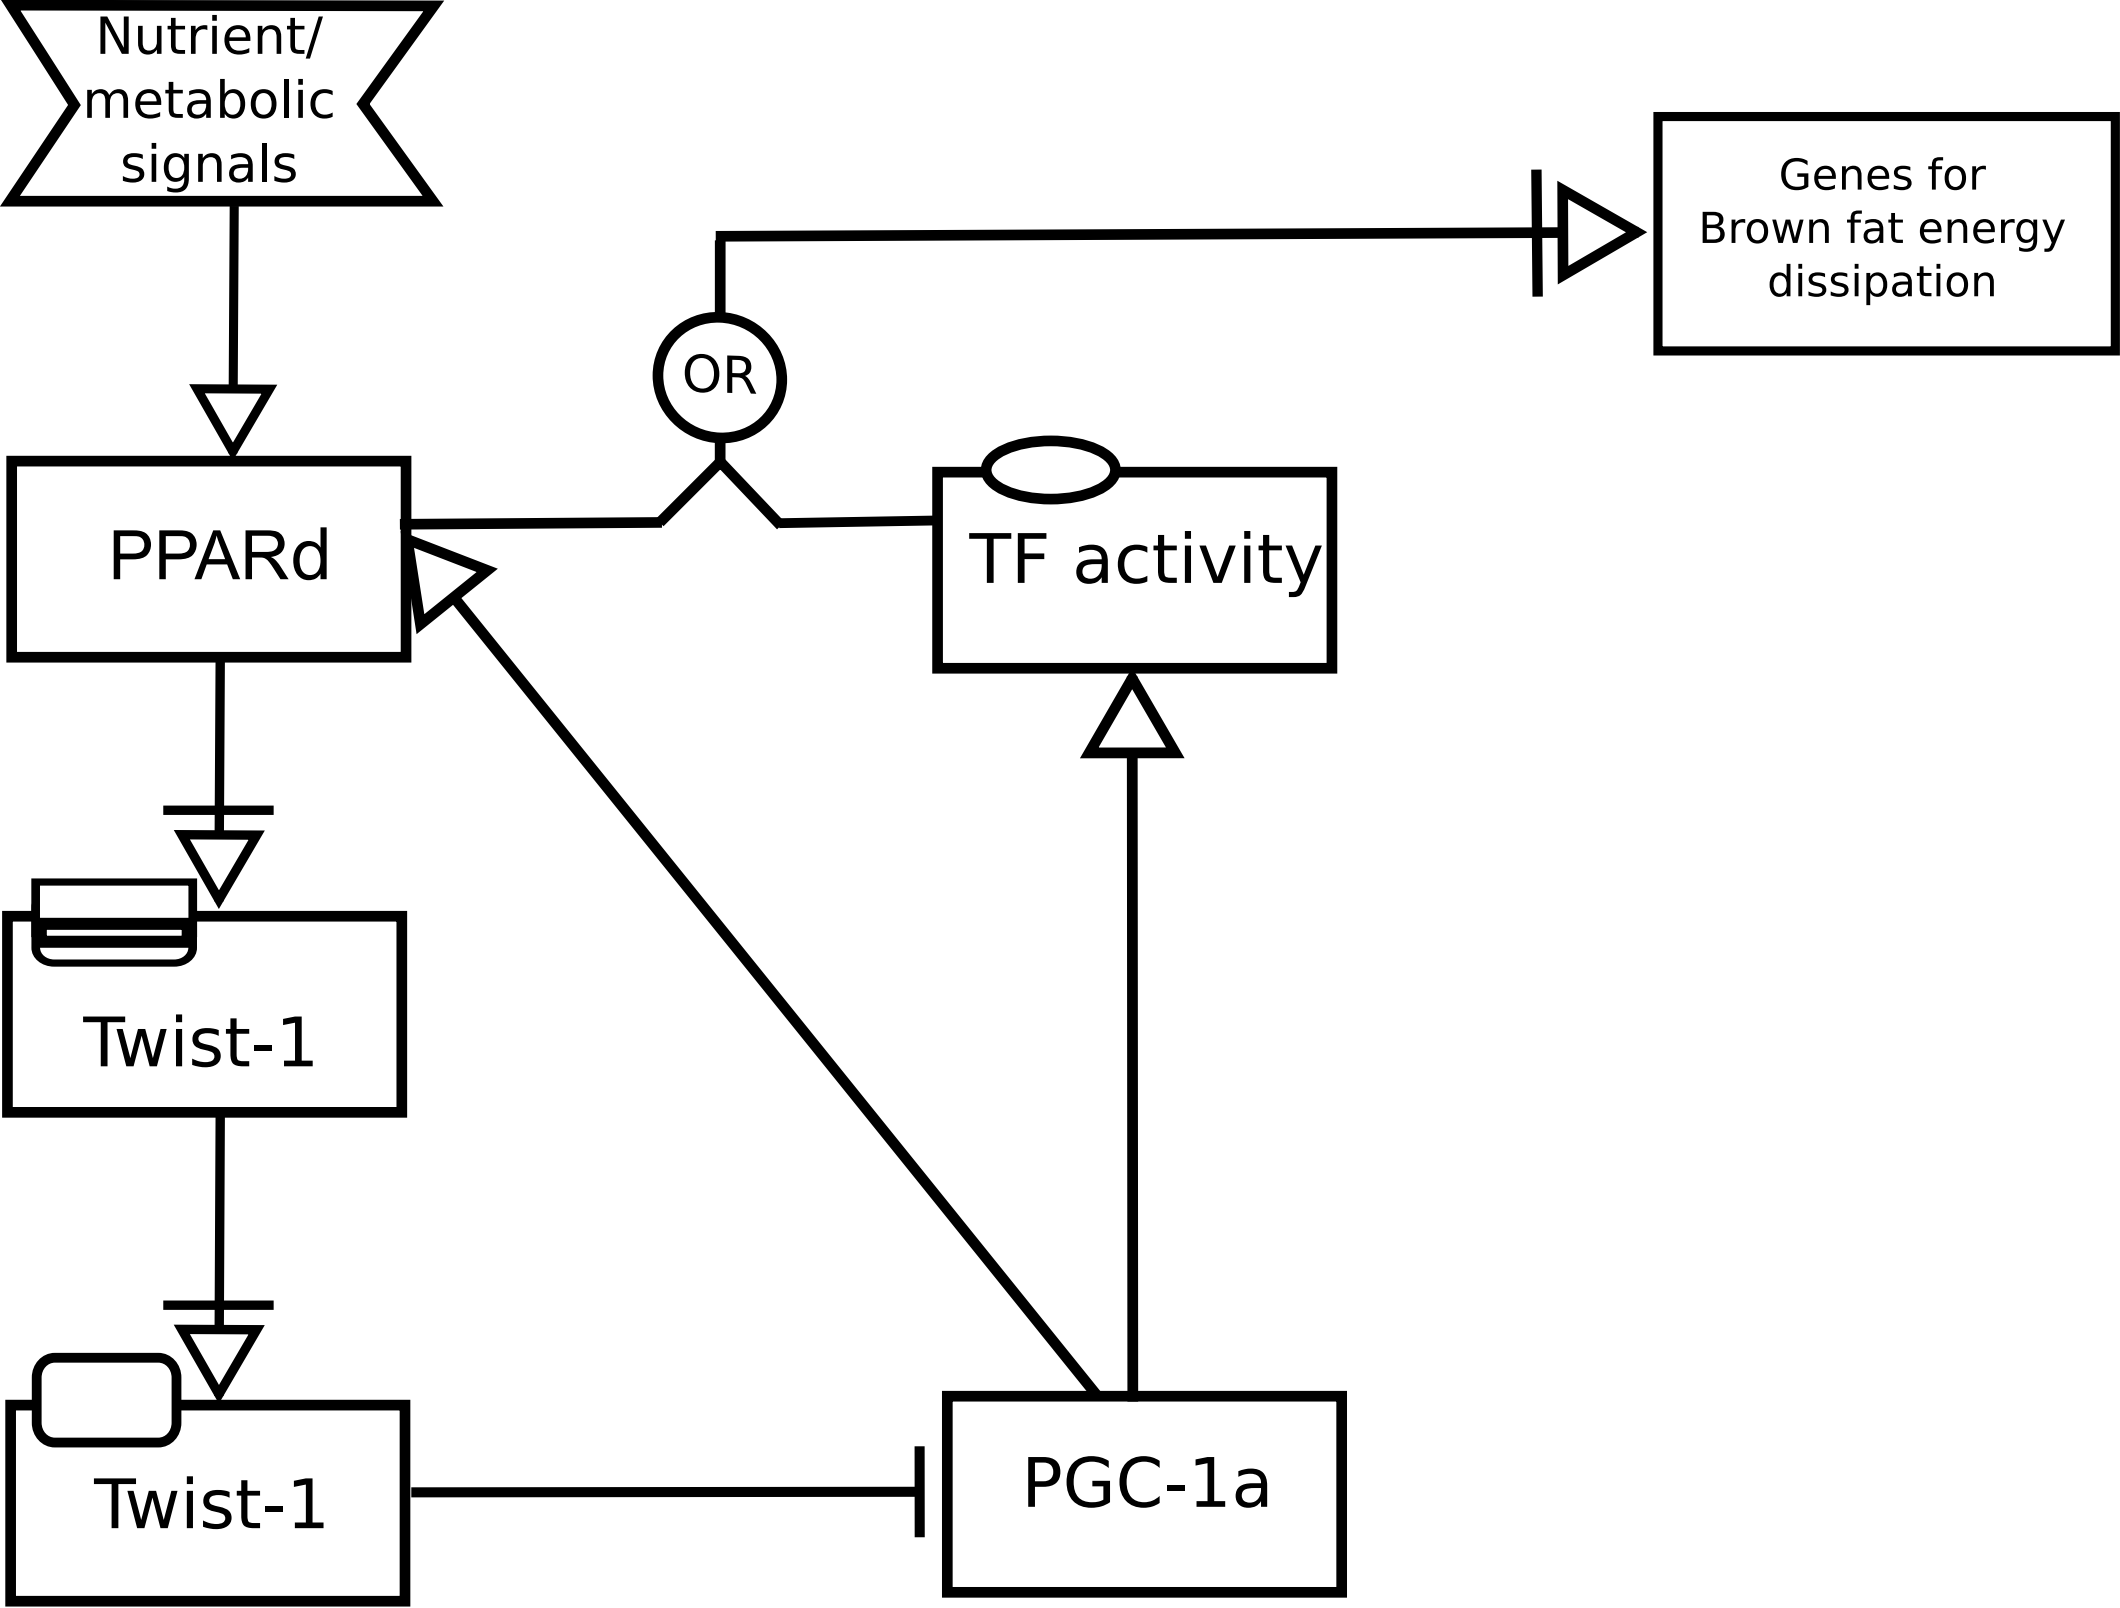 Nutrient/
metabolic
signals
Genes for
Brown fat energy
dissipation
OR
PPARd
TF activity
Twist-1
Twist-1
PGC-1a